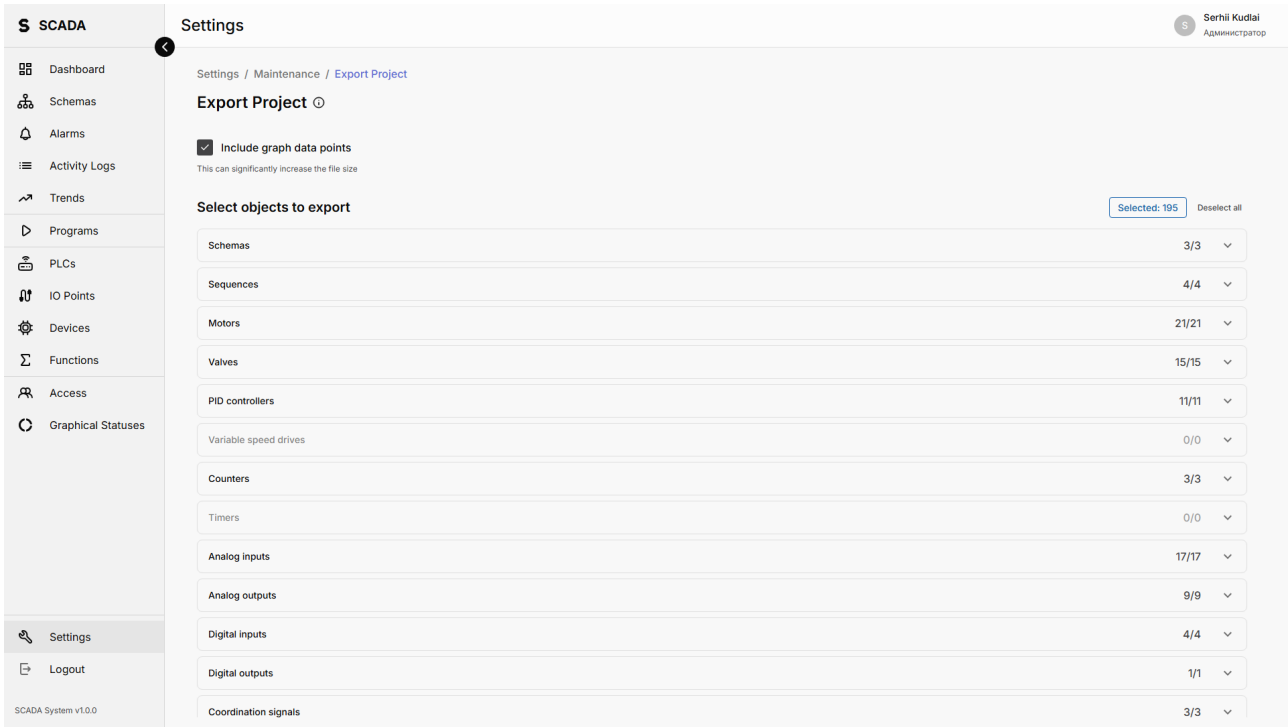 S SCADA
Settings
S
Serhii Kudlai
Администратор
Dashboard
Schemas
Alarms
Activity Logs
Trends
Programs
PLCs
IO Points
Devices
Functions
Access
Graphical Statuses
Settings
Logout
SCADA System v1.0.0
Settings / Maintenance / Export Project
Export Project
Include graph data points
This can significantly increase the file size
Select objects to export
Selected: 195 Deselect all
Schemas 3/3
Sequences 4/4
Motors 21/21
Valves 15/15
PID controllers 11/11
Variable speed drives 0/0
Counters 3/3
Timers 0/0
Analog inputs 17/17
Analog outputs 9/9
Digital inputs 4/4
Digital outputs 1/1
Coordination signals 3/3